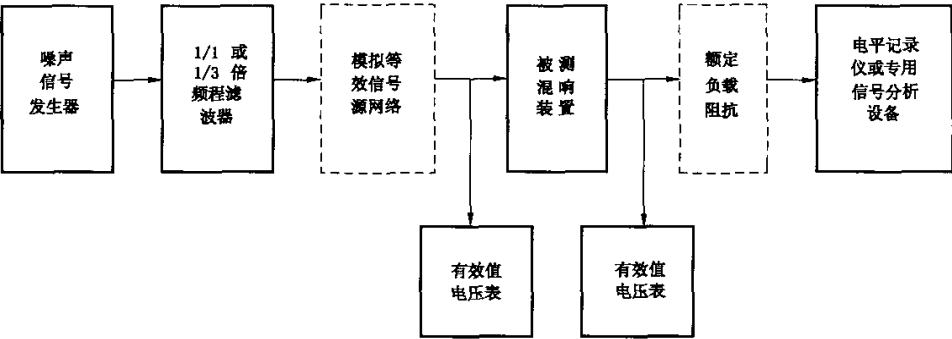 噪声
信号
发生器
1/1 或
1/3 倍
频程滤
波器
模拟等
效信号
源网络
被 测
混 响
装 置
额定
负载
阻抗
电平记录
仪或专用
信号分析
设备
有效值
电压表
有效值
电压表